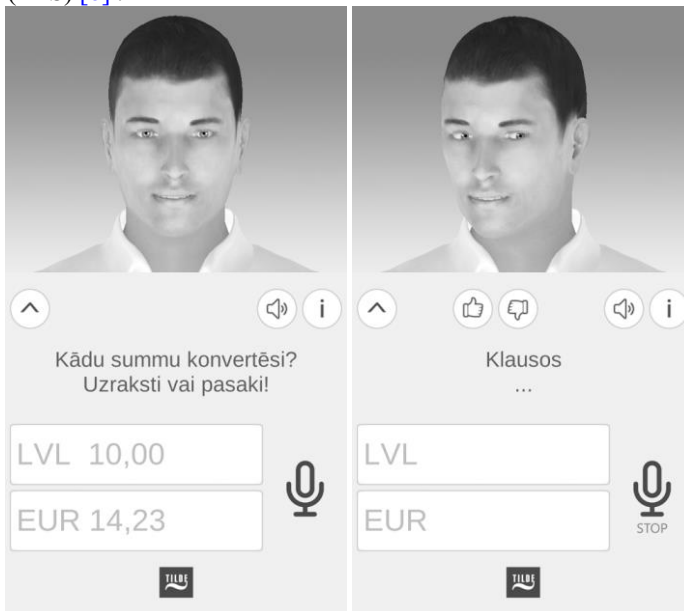 Kādu summu konvertēsi?
Uzraksti vai pasaki!
LVL 10,00
EUR 14,23
TILDE
Klausos
...
LVL
EUR
STOP
TILDE